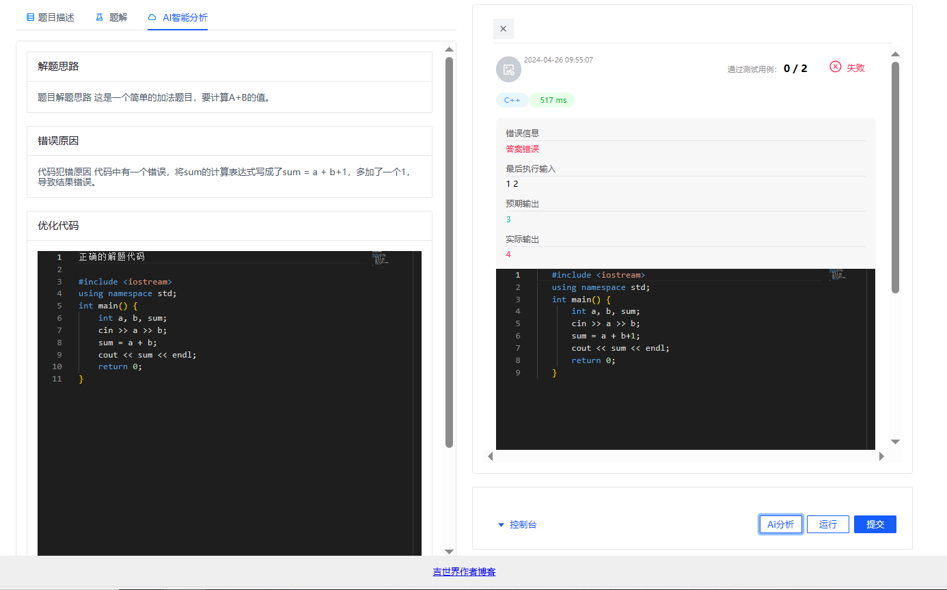 题目描述
题解
AI智能分析
解题思路
题目解题思路 这是一个简单的加法题目，要计算A+B的值。
错误原因
代码犯错原因 代码中有一个错误，将sum的计算表达式写成了sum = a + b+1，多加了一个1，
导致结果错误。
优化代码
1 正确的解题代码
2
3 #include <iostream>
4 using namespace std;
5 int main() {
6 int a, b, sum;
7 cin >> a >> b;
8 sum = a + b;
9 cout << sum << endl;
10 return 0;
11 }
2024-04-26 09:55:07
通过测试用例： 0 / 2
失败
C++
517 ms
错误信息
答案错误
最后执行输入
1 2
预期输出
3
实际输出
4
1 #include <iostream>
2 using namespace std;
3 int main() {
4 int a, b, sum;
5 cin >> a >> b;
6 sum = a + b+1;
7 cout << sum << endl;
8 return 0;
9 }
控制台
Ai分析
运行
提交
言世界作者博客